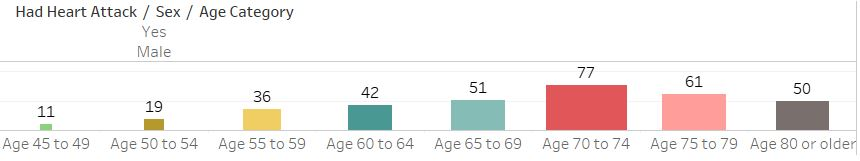 Had Heart Attack / Sex / Age Category
Yes
Male
11 19 36 42 51 77 61 50
Age 45 to 49 Age 50 to 54 Age 55 to 59 Age 60 to 64 Age 65 to 69 Age 70 to 74 Age 75 to 79 Age 80 or older